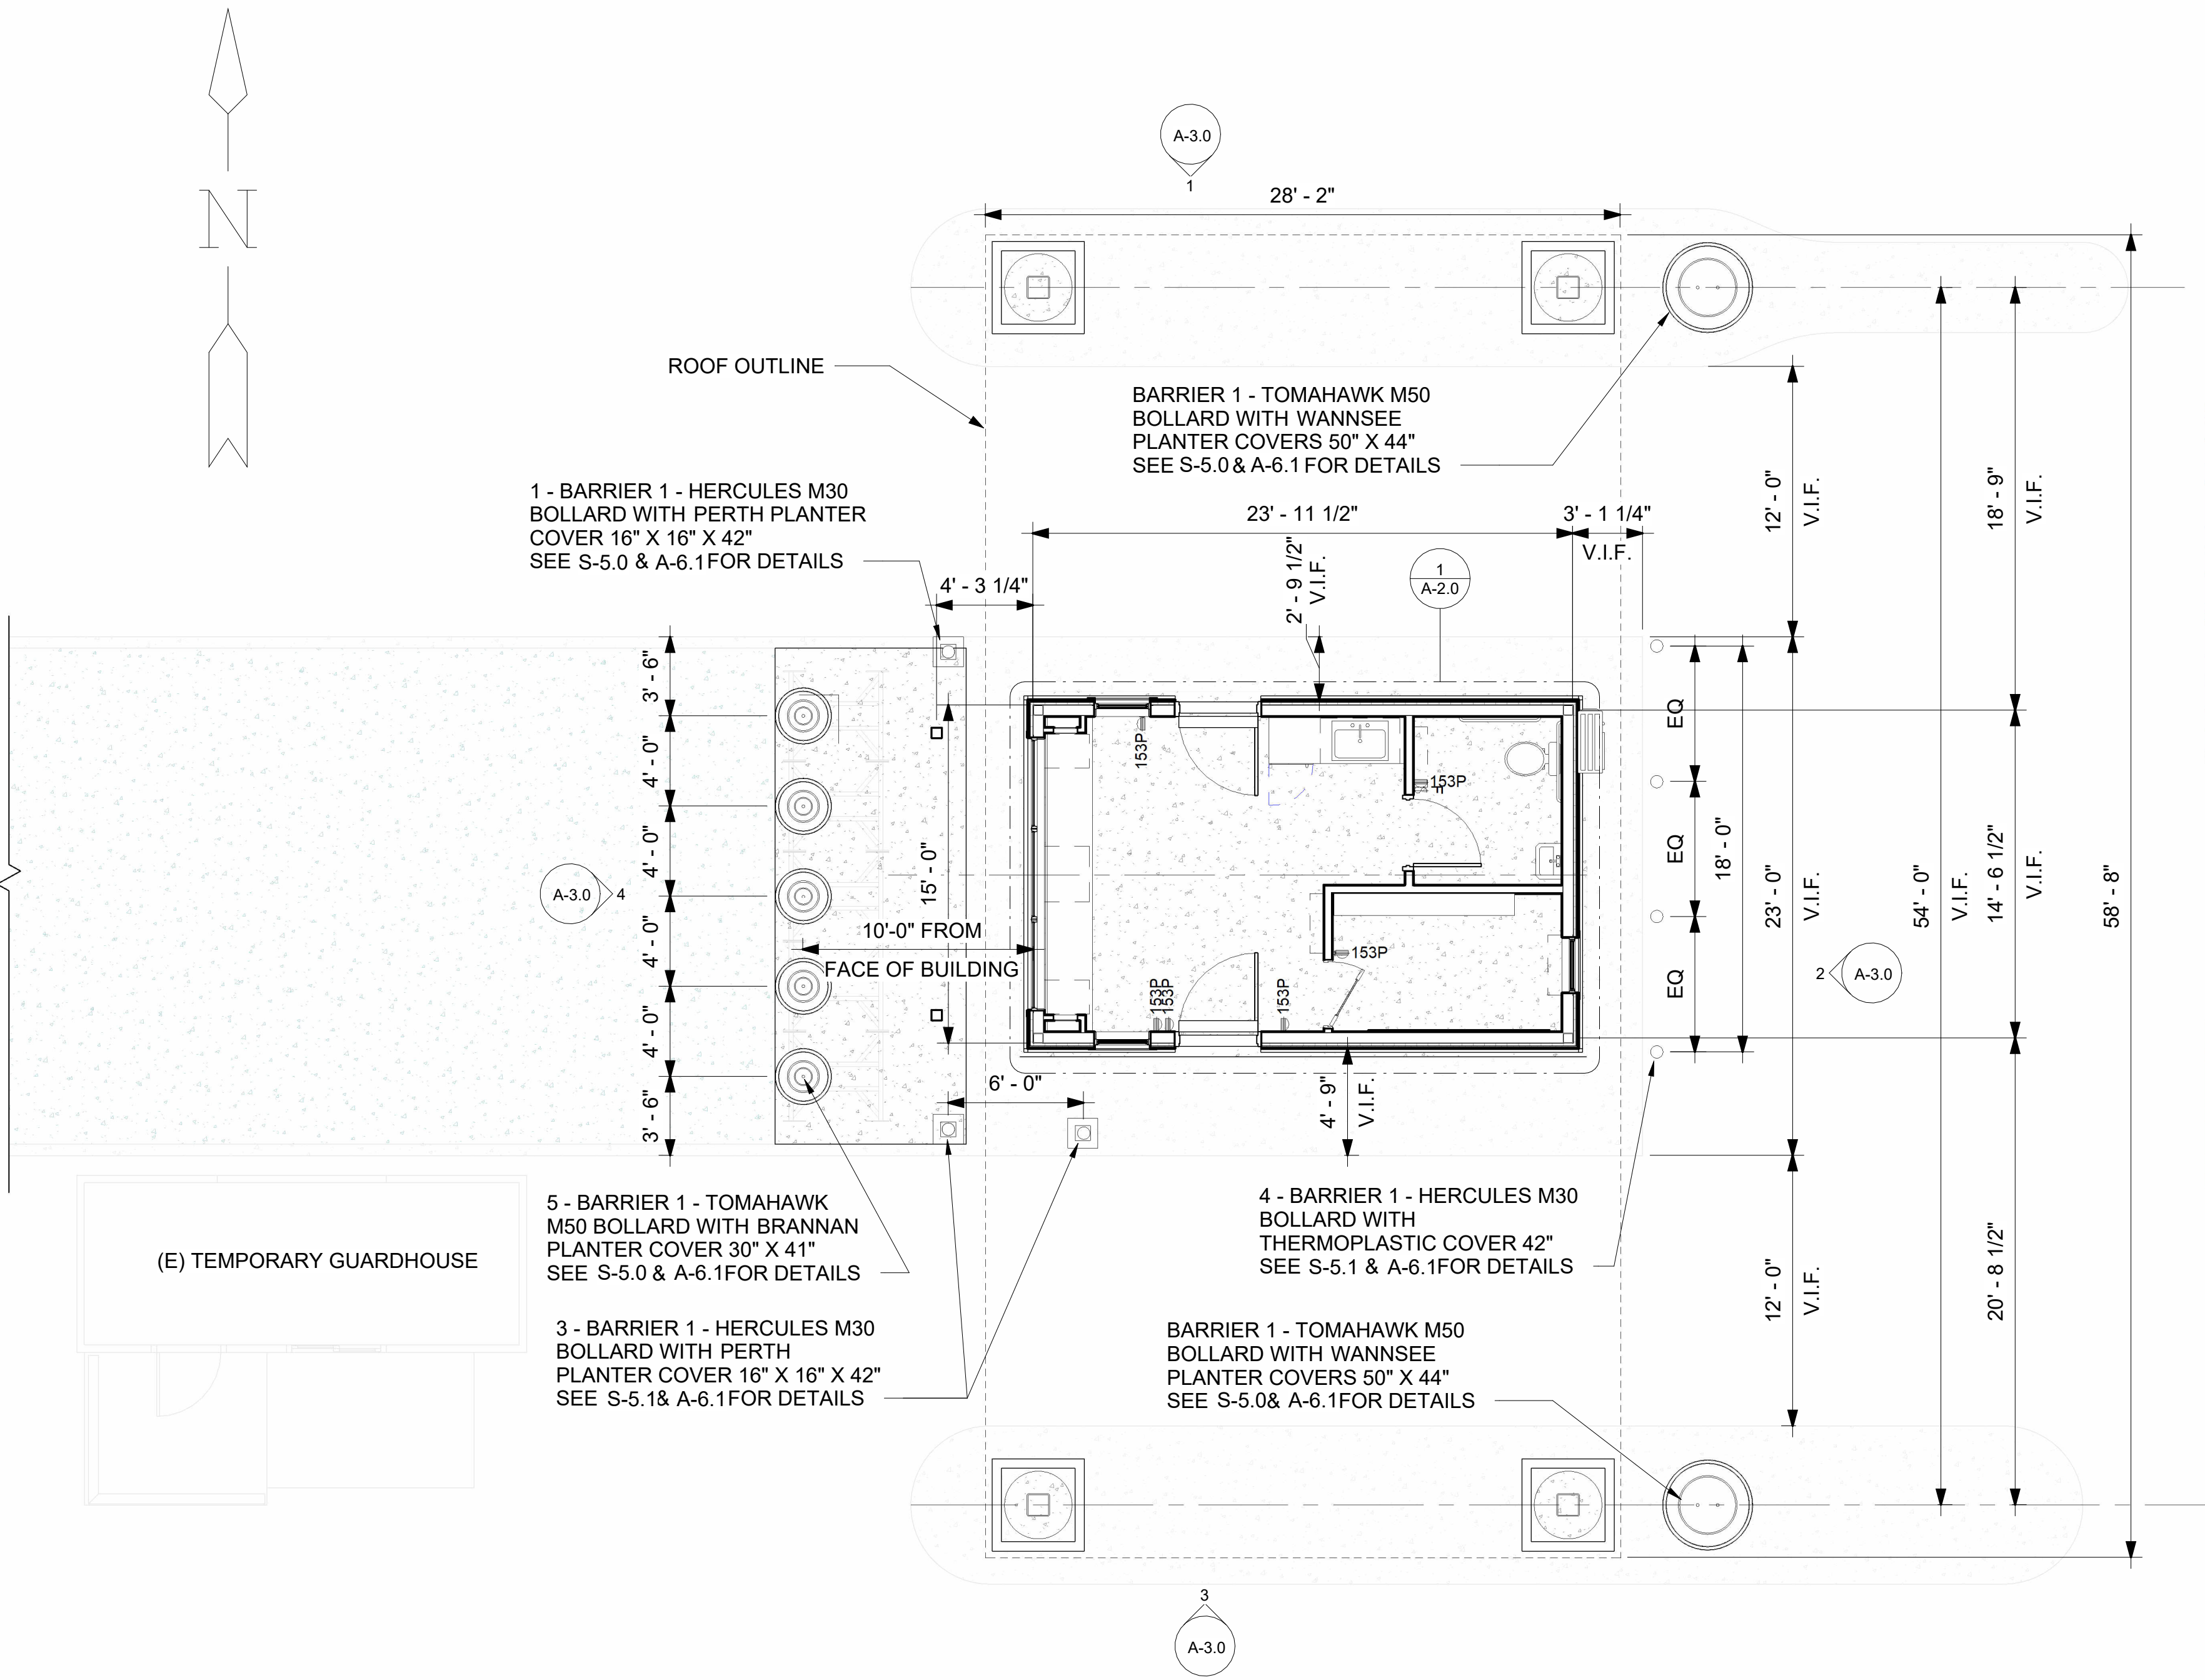 N
A-3.0
1
28' - 2"
ROOF OUTLINE
BARRIER 1 - TOMAHAWK M50
BOLLARD WITH WANNSEE
PLANTER COVERS 50" X 44"
SEE S-5.0 & A-6.1 FOR DETAILS
1 - BARRIER 1 - HERCULES M30
BOLLARD WITH PERTH PLANTER
COVER 16" X 16" X 42"
SEE S-5.0 & A-6.1 FOR DETAILS
23' - 11 1/2"
3' - 1 1/4"
V.I.F.
4' - 3 1/4"
2' - 9 1/2"
V.I.F.
1
A-2.0
12' - 0"
V.I.F.
18' - 9"
V.I.F.
3' - 6"
4' - 0"
4' - 0"
4' - 0"
4' - 0"
3' - 6"
A-3.0
4
15' - 0"
10'-0" FROM
FACE OF BUILDING
153P
153P
153P
153P
153P
153P
EQ
EQ
EQ
18' - 0"
23' - 0"
V.I.F.
54' - 0"
V.I.F.
14' - 6 1/2"
V.I.F.
58' - 8"
2
A-3.0
6' - 0"
4' - 9"
V.I.F.
(E) TEMPORARY GUARDHOUSE
5 - BARRIER 1 - TOMAHAWK
M50 BOLLARD WITH BRANNAN
PLANTER COVER 30" X 41"
SEE S-5.0 & A-6.1 FOR DETAILS
3 - BARRIER 1 - HERCULES M30
BOLLARD WITH PERTH
PLANTER COVER 16" X 16" X 42"
SEE S-5.1& A-6.1 FOR DETAILS
4 - BARRIER 1 - HERCULES M30
BOLLARD WITH
THERMOPLASTIC COVER 42"
SEE S-5.1 & A-6.1 FOR DETAILS
BARRIER 1 - TOMAHAWK M50
BOLLARD WITH WANNSEE
PLANTER COVERS 50" X 44"
SEE S-5.0& A-6.1 FOR DETAILS
12' - 0"
V.I.F.
20' - 8 1/2"
V.I.F.
3
A-3.0